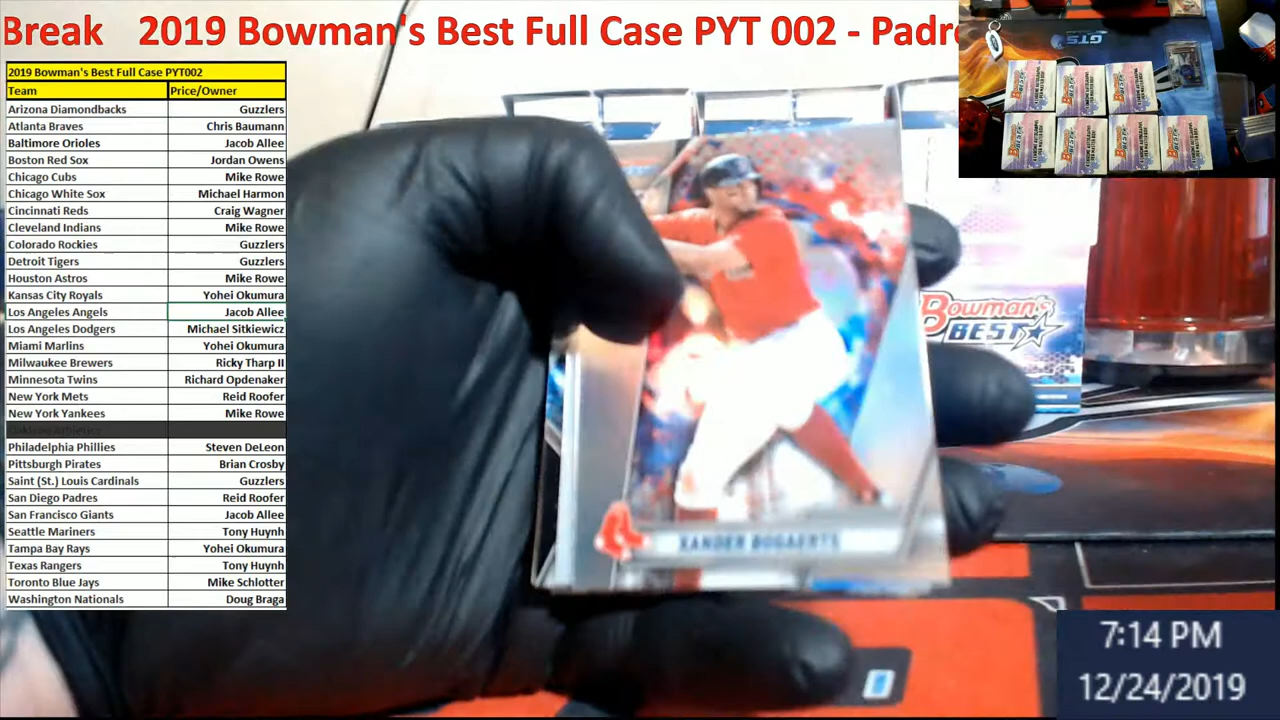 Break 2019 Bowman's Best Full Case PYT 002 - Padre
2019 Bowman's Best Full Case PYT002
Team Price/Owner
Arizona Diamondbacks Guzzlers
Atlanta Braves Chris Baumann
Baltimore Orioles Jacob Allee
Boston Red Sox Jordan Owens
Chicago Cubs Mike Rowe
Chicago White Sox Michael Harmon
Cincinnati Reds Craig Wagner
Cleveland Indians Mike Rowe
Colorado Rockies Guzzlers
Detroit Tigers Guzzlers
Houston Astros Mike Rowe
Kansas City Royals Yohei Okumura
Los Angeles Angels Jacob Allee
Los Angeles Dodgers Michael Sitkiewicz
Miami Marlins Yohei Okumura
Milwaukee Brewers Ricky Tharp II
Minnesota Twins Richard Opdenaker
New York Mets Reid Roofer
New York Yankees Mike Rowe
Oakland Athletics
Philadelphia Phillies Steven DeLeon
Pittsburgh Pirates Brian Crosby
Saint (St.) Louis Cardinals Guzzlers
San Diego Padres Reid Roofer
San Francisco Giants Jacob Allee
Seattle Mariners Tony Huynh
Tampa Bay Rays Yohei Okumura
Texas Rangers Tony Huynh
Toronto Blue Jays Mike Schlotter
Washington Nationals Doug Braga
XANDER BOGAERTS
Bowman's
BEST
GTS
7:14 PM
12/24/2019